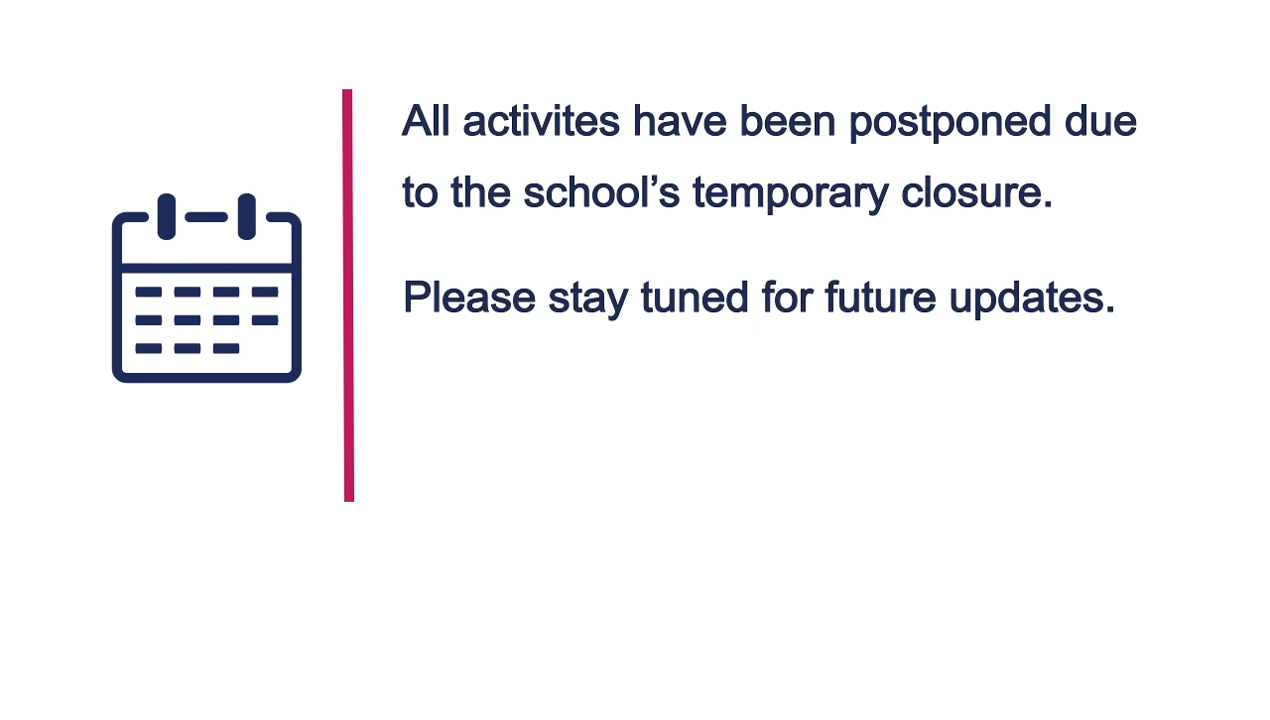 All activites have been postponed due
to the school’s temporary closure.
Please stay tuned for future updates.